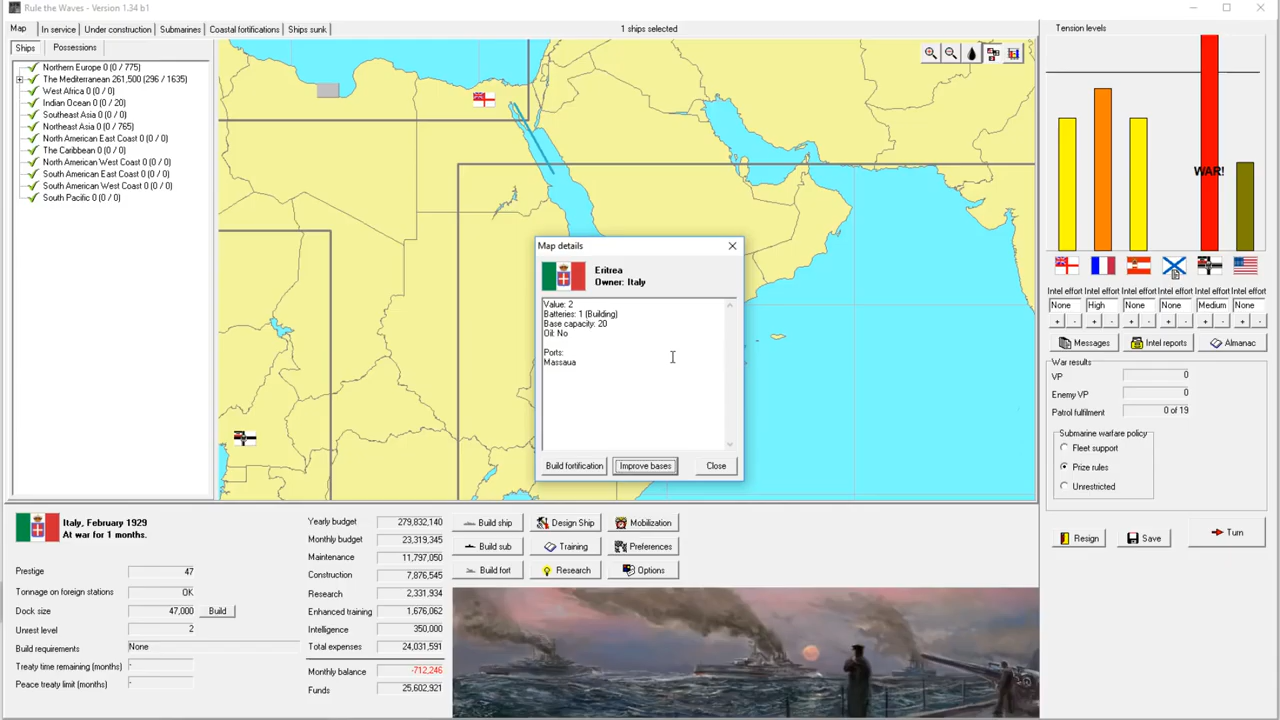 Rule the Waves - Version 1.34 b1
Map
In service
Under construction
Submarines
Coastal fortifications
Ships sunk
1 ships selected
Ships
Possessions
Northern Europe 0 (0 / 775)
The Mediterranean 261,500 (296 / 1635)
West Africa 0 (0 / 0)
Indian Ocean 0 (0 / 20)
Southeast Asia 0 (0 / 0)
Northeast Asia 0 (0 / 765)
North American East Coast 0 (0 / 0)
The Caribbean 0 (0 / 0)
North American West Coast 0 (0 / 0)
South American East Coast 0 (0 / 0)
South American West Coast 0 (0 / 0)
South Pacific 0 (0 / 0)
Map details
Eritrea
Owner: Italy
Value: 2
Batteries: 1 (Building)
Base capacity: 20
Oil: No
Ports:
Massaua
Build fortification
Improve bases
Close
Tension levels
WAR!
Intel effort Intel effort Intel effort Intel effort Intel effort Intel effort
None High None None Medium None
+ - + - + - + - + - + -
Messages
Intel reports
Almanac
War results
VP 0
Enemy VP 0
Patrol fulfilment 0 of 19
Submarine warfare policy
Fleet support
Prize rules
Unrestricted
Resign
Save
Turn
Italy, February 1929
At war for 1 months.
Prestige 47
Tonnage on foreign stations OK
Dock size 47,000 Build
Unrest level 2
Build requirements None
Treaty time remaining (months) -
Peace treaty limit (months) -
Yearly budget 279,832,140
Monthly budget 23,319,345
Maintenance 11,797,050
Construction 7,876,545
Research 2,331,934
Enhanced training 1,676,062
Intelligence 350,000
Total expenses 24,031,591
Monthly balance -712,246
Funds 25,602,921
Build ship
Design Ship
Mobilization
Build sub
Training
Preferences
Build fort
Research
Options